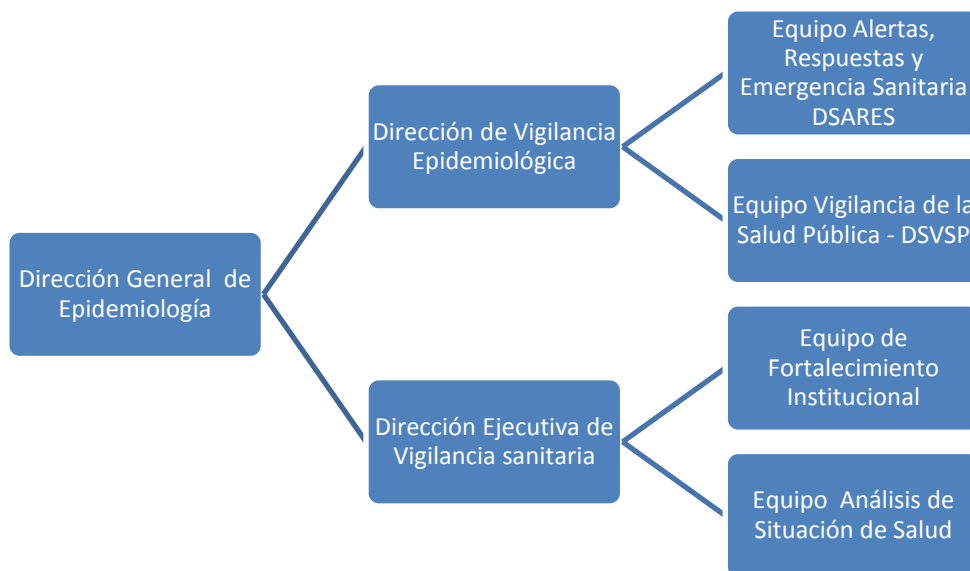 Dirección General  de
Epidemiología
Dirección de Vigilancia
Epidemiológica
Equipo Alertas,
Respuestas y
Emergencia Sanitaria
DSARES
Equipo Vigilancia de la
Salud Pública - DSVSP
Dirección Ejecutiva de
Vigilancia sanitaria
Equipo de
Fortalecimiento
Institucional
Equipo  Análisis de
Situación de Salud